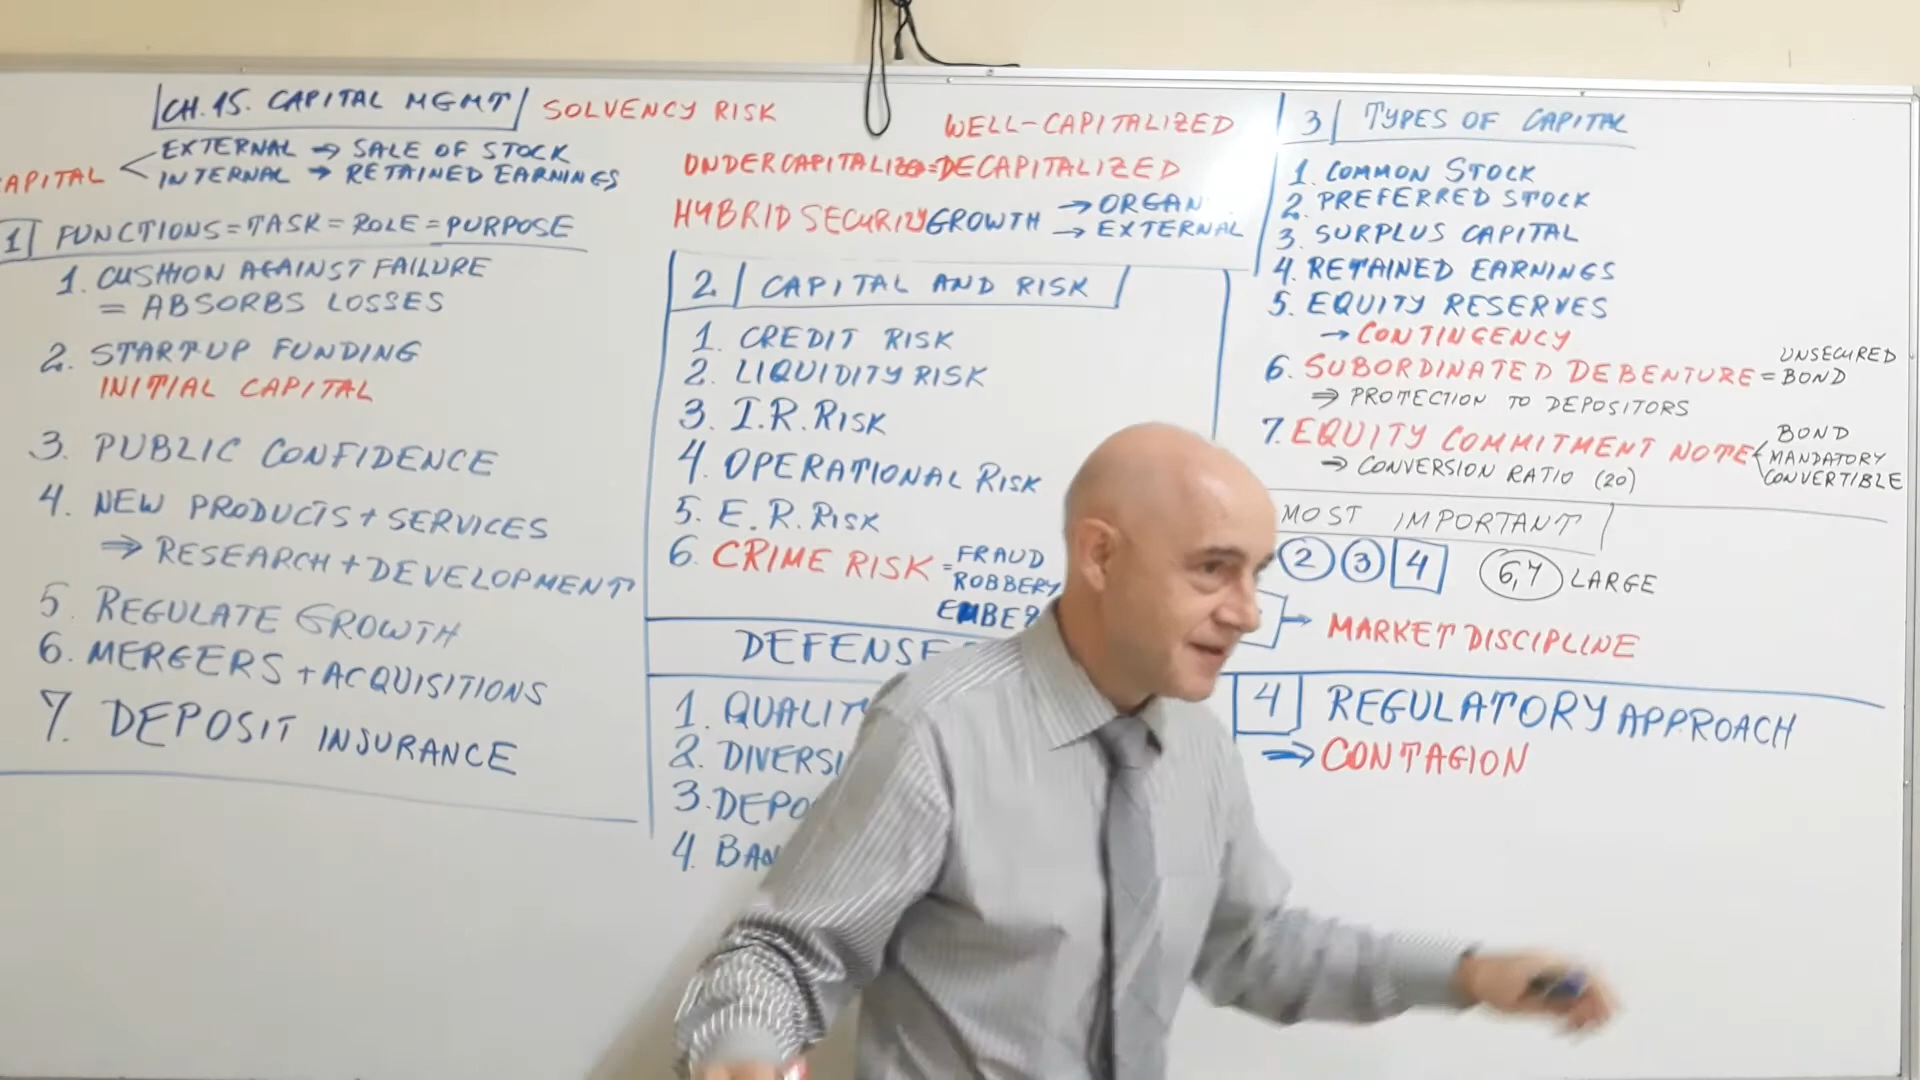 CH. 15. CAPITAL MGMT SOLVENCY RISK
APITAL
EXTERNAL → SALE OF STOCK
INTERNAL → RETAINED EARNINGS
1 FUNCTIONS = TASK = ROLE = PURPOSE
1. CUSHION AGAINST FAILURE
= ABSORBS LOSSES
2. STARTUP FUNDING
INITIAL CAPITAL
3. PUBLIC CONFIDENCE
4. NEW PRODUCTS + SERVICES
⇒ RESEARCH + DEVELOPMENT
5. REGULATE GROWTH
6. MERGERS + ACQUISITIONS
7. DEPOSIT INSURANCE
WELL-CAPITALIZED
=DECAPITALIZED
HYBRID SECURITY GROWTH → ORGAN
→ EXTERNAL
2. CAPITAL AND RISK
1. CREDIT RISK
2. LIQUIDITY RISK
3. I.R. RISK
4. OPERATIONAL RISK
5. E.R. RISK
6. CRIME RISK = FRAUD
ROBBERY
DEFENSE
1. QUALIT
2. DIVERSI
3. DEPO
4. BAN
3 TYPES OF CAPITAL
1. COMMON STOCK
2. PREFERRED STOCK
3. SURPLUS CAPITAL
4. RETAINED EARNINGS
5. EQUITY RESERVES
→ CONTINGENCY
6. SUBORDINATED DEBENTURE = UNSECURED BOND
⇒ PROTECTION TO DEPOSITORS
7. EQUITY COMMITMENT NOTE BOND
MANDATORY
CONVERTIBLE
⇒ CONVERSION RATIO (20)
MOST IMPORTANT
2 3 4 6,7 LARGE
→ MARKET DISCIPLINE
4 REGULATORY APPROACH
⇒ CONTAGION